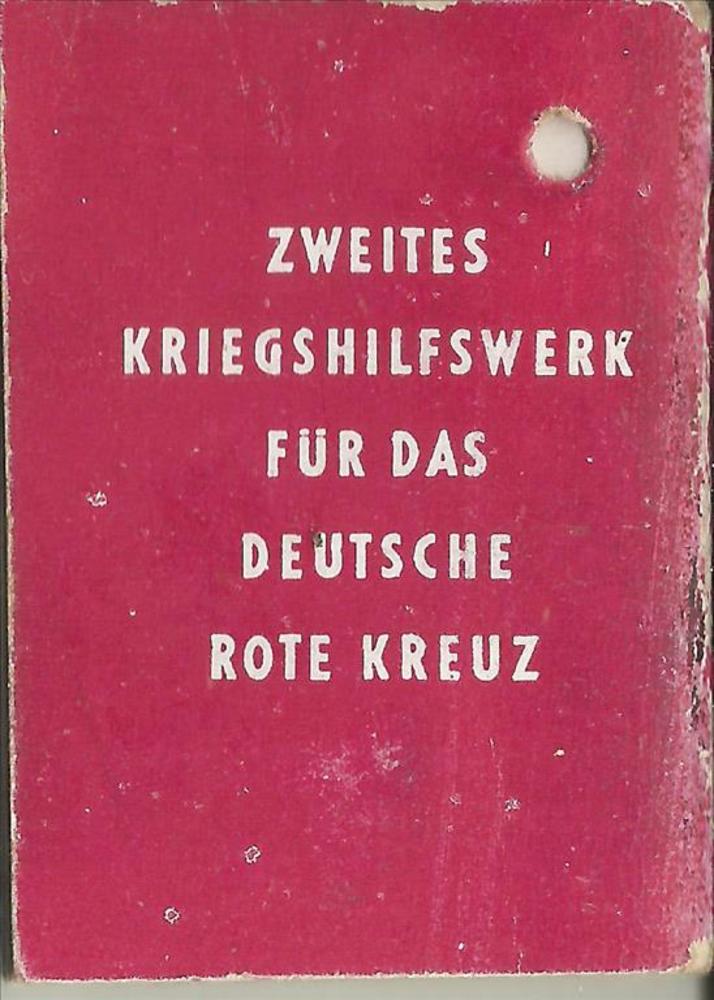 ZWEITES
KRIEGSHILFSWERK
FÜR DAS
DEUTSCHE
ROTE KREUZ